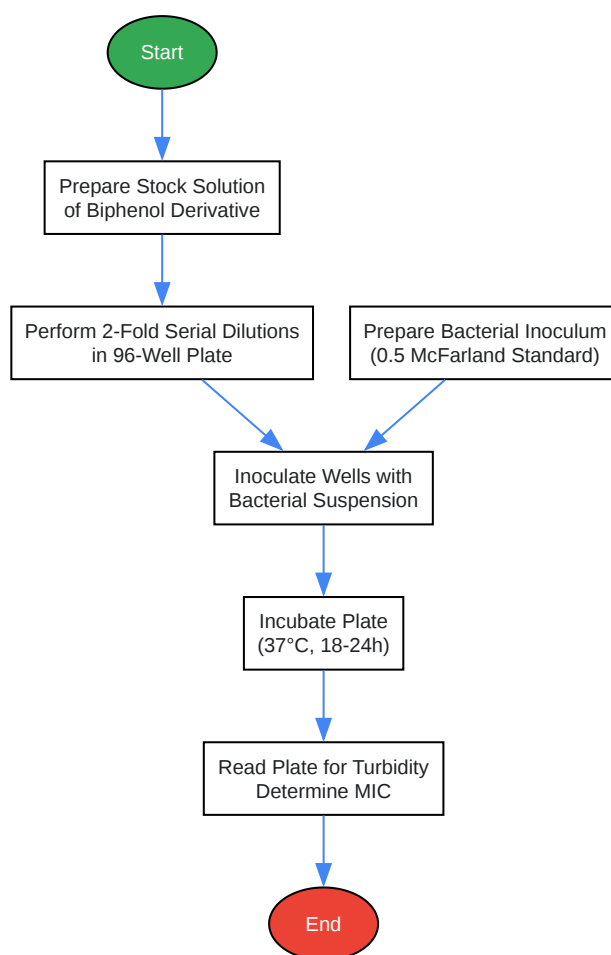 Start
Prepare Stock Solution
of Biphenol Derivative
Perform 2-Fold Serial Dilutions
in 96-Well Plate
Prepare Bacterial Inoculum
(0.5 McFarland Standard)
Inoculate Wells with
Bacterial Suspension
Incubate Plate
(37°C, 18-24h)
Read Plate for Turbidity
Determine MIC
End